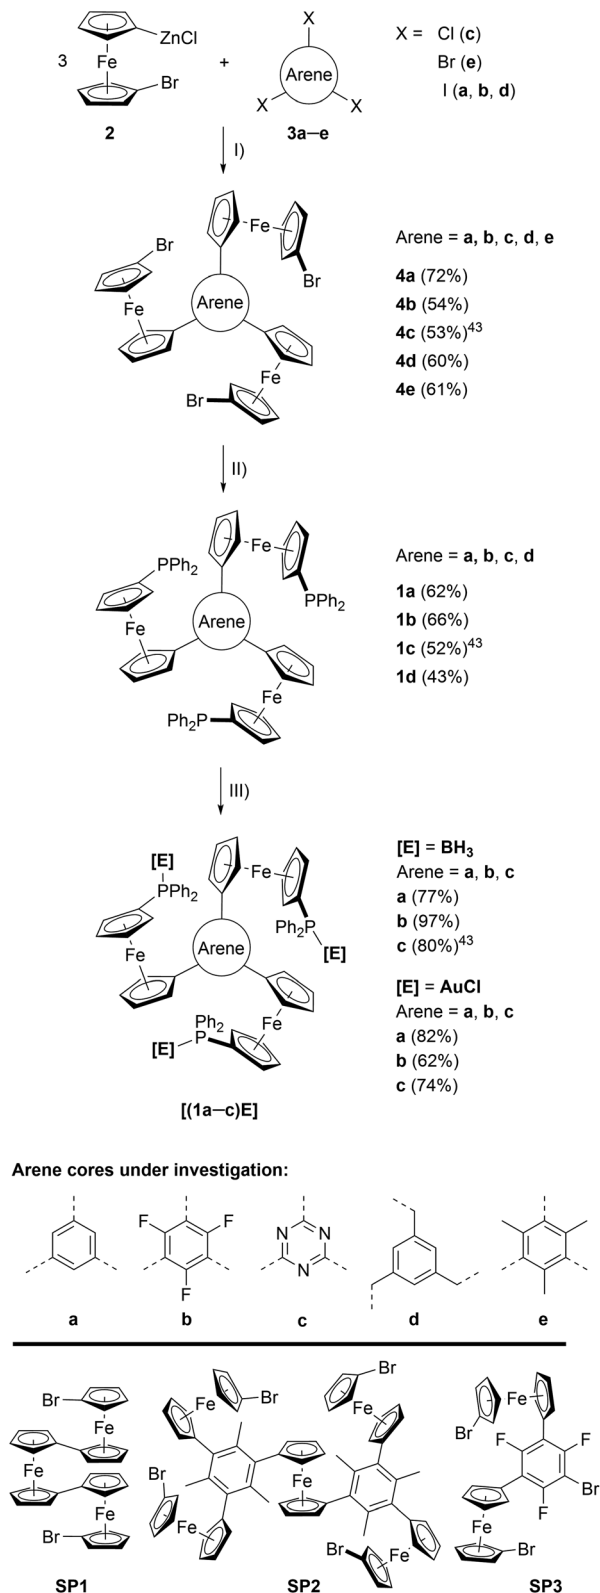 X
X = Cl (c)
ZnCl
3 Fe + Arene Br (e)
Br
X X I (a, b, d)
2 3a–e
I)
Br Fe Arene = a, b, c, d, e
Br
Arene 4a (72%)
Fe 4b (54%)
4c (53%)43
Fe 4d (60%)
Br 4e (61%)
II)
PPh2 Fe Arene = a, b, c, d
PPh2 1a (62%)
Fe Arene 1b (66%)
1c (52%)43
Fe 1d (43%)
Ph2P
III)
[E] = BH3
[E] Fe Arene = a, b, c
PPh2 a (77%)
Ph2P b (97%)
Fe Arene [E] c (80%)43
[E] = AuCl
Ph2 Fe Arene = a, b, c
[E] P a (82%)
b (62%)
c (74%)
[(1a–c)E]
Arene cores under investigation:
F F N N
F N
a b c d e
Br Fe Br Br Fe
Fe Fe Br
Fe Br Fe F F
Fe Br
Br Fe Fe F
Fe Br
Br Fe
SP1 SP2 SP3